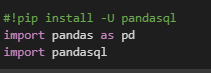 #!pip install -U pandasql
import pandas as pd
import pandasql